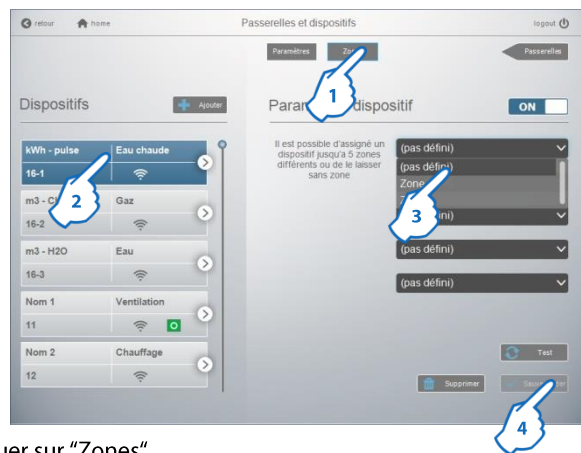 retour home Passerelles et dispositifs logout
Paramètres Passerelles
1
Dispositifs Ajouter
dispositif ON
Il est possible d'assigné un
dispositif jusqu'a 5 zones
différents ou de le laisser
sans zone
kWh - pulse Eau chaude
16-1
2
Gaz
16-2
m3 - H2O Eau
16-3
Nom 1 Ventilation
11
Nom 2 Chauffage
12
(pas défini)
(pas défini)
Zone
3
(pas défini)
(pas défini)
Test
Supprimer
4
sur "Zones"